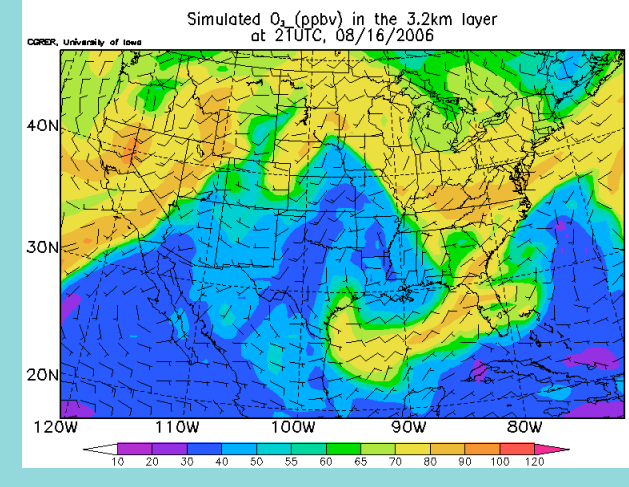 Simulated O₃ (ppbv) in the 3.2km layer
at 21UTC, 08/16/2006
CGRER, University of Iowa
40N
30N
20N
120W 110W 100W 90W 80W
10 20 30 40 50 55 60 65 70 80 90 100 120